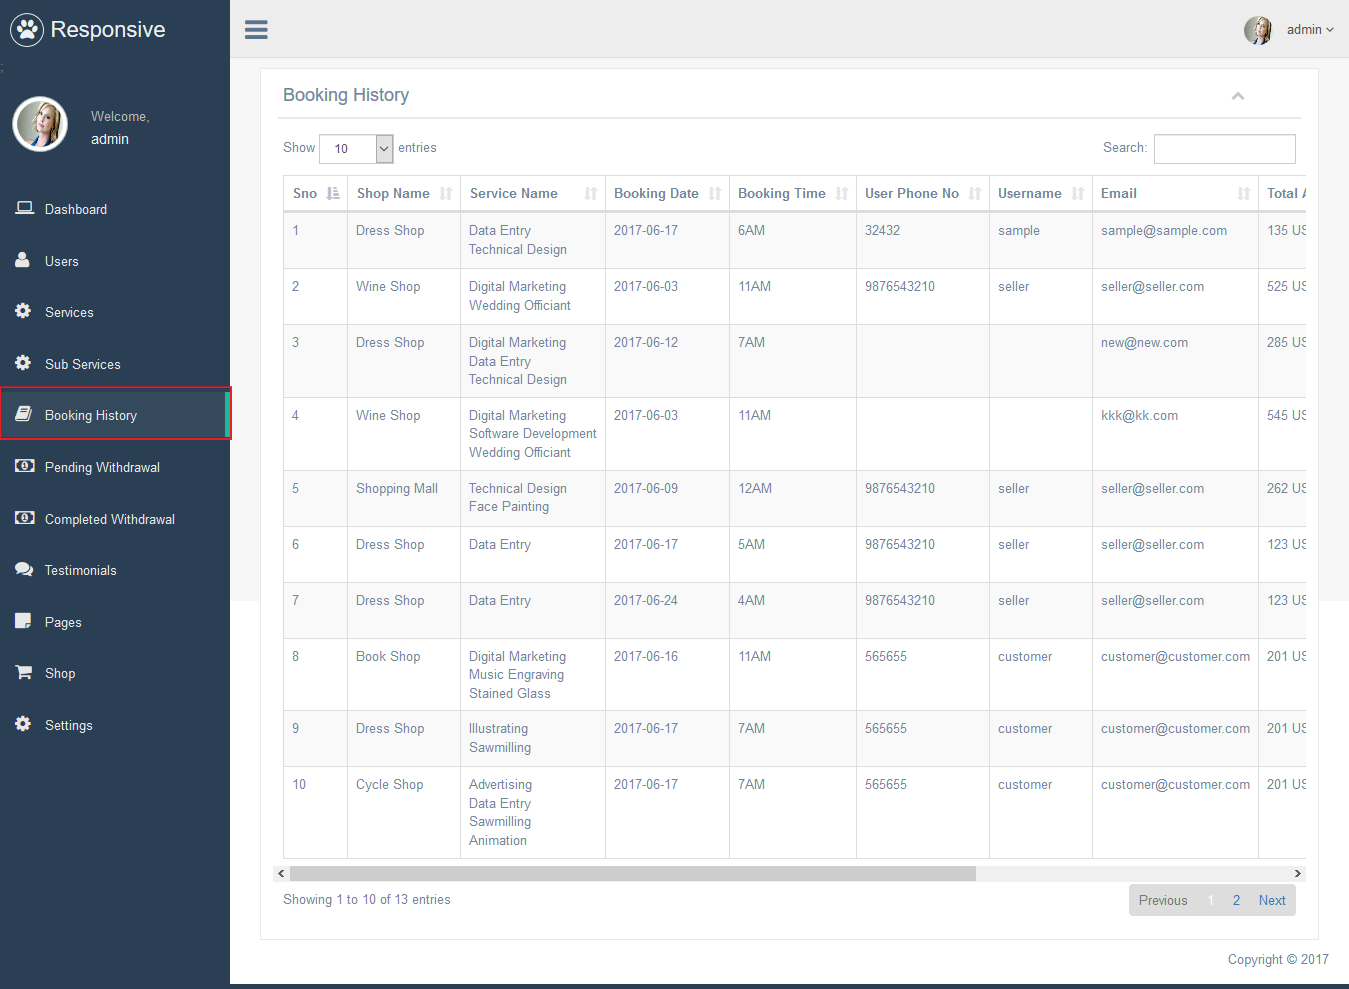 Responsive
admin
;
Welcome,
admin
Dashboard
Users
Services
Sub Services
Booking History
Pending Withdrawal
Completed Withdrawal
Testimonials
Pages
Shop
Settings
Booking History
Show 10 entries
Search:
Sno Shop Name Service Name Booking Date Booking Time User Phone No Username Email Total
1 Dress Shop Data Entry 2017-06-17 6AM 32432 sample sample@sample.com 135
Technical Design
2 Wine Shop Digital Marketing 2017-06-03 11AM 9876543210 seller seller@seller.com 525
Wedding Officiant
3 Dress Shop Digital Marketing 2017-06-12 7AM new@new.com 285
Data Entry
Technical Design
4 Wine Shop Digital Marketing 2017-06-03 11AM kkk@kk.com 545
Software Development
Wedding Officiant
5 Shopping Mall Technical Design 2017-06-09 12AM 9876543210 seller seller@seller.com 262
Face Painting
6 Dress Shop Data Entry 2017-06-17 5AM 9876543210 seller seller@seller.com 123
7 Dress Shop Data Entry 2017-06-24 4AM 9876543210 seller seller@seller.com 123
8 Book Shop Digital Marketing 2017-06-16 11AM 565655 customer customer@customer.com 201
Music Engraving
Stained Glass
9 Dress Shop Illustrating 2017-06-17 7AM 565655 customer customer@customer.com 201
Sawmilling
10 Cycle Shop Advertising 2017-06-17 7AM 565655 customer customer@customer.com 201
Data Entry
Sawmilling
Animation
Showing 1 to 10 of 13 entries
Previous 1 2 Next
Copyright © 2017